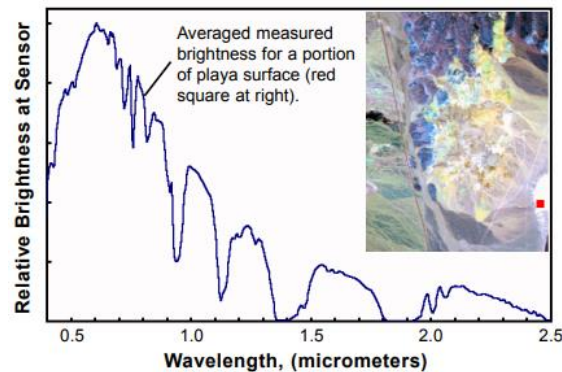 Averaged measured
brightness for a portion
of playa surface (red
square at right).
Relative Brightness at Sensor
0.5 1.0 1.5 2.0 2.5
Wavelength, (micrometers)